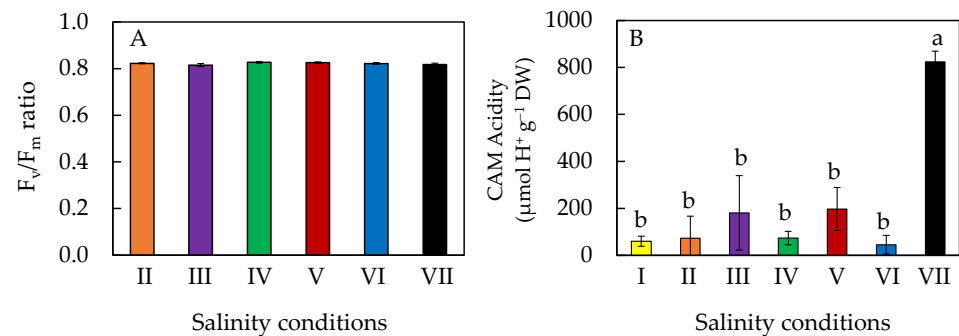 A
1.0
0.8
0.6
0.4
0.2
0.0
F_v/F_m ratio
II III IV V VI VII
Salinity conditions
B
1000
800
600
400
200
0
CAM Acidity
(µmol H⁺ g⁻¹ DW)
b b b b b b a
I II III IV V VI VII
Salinity conditions